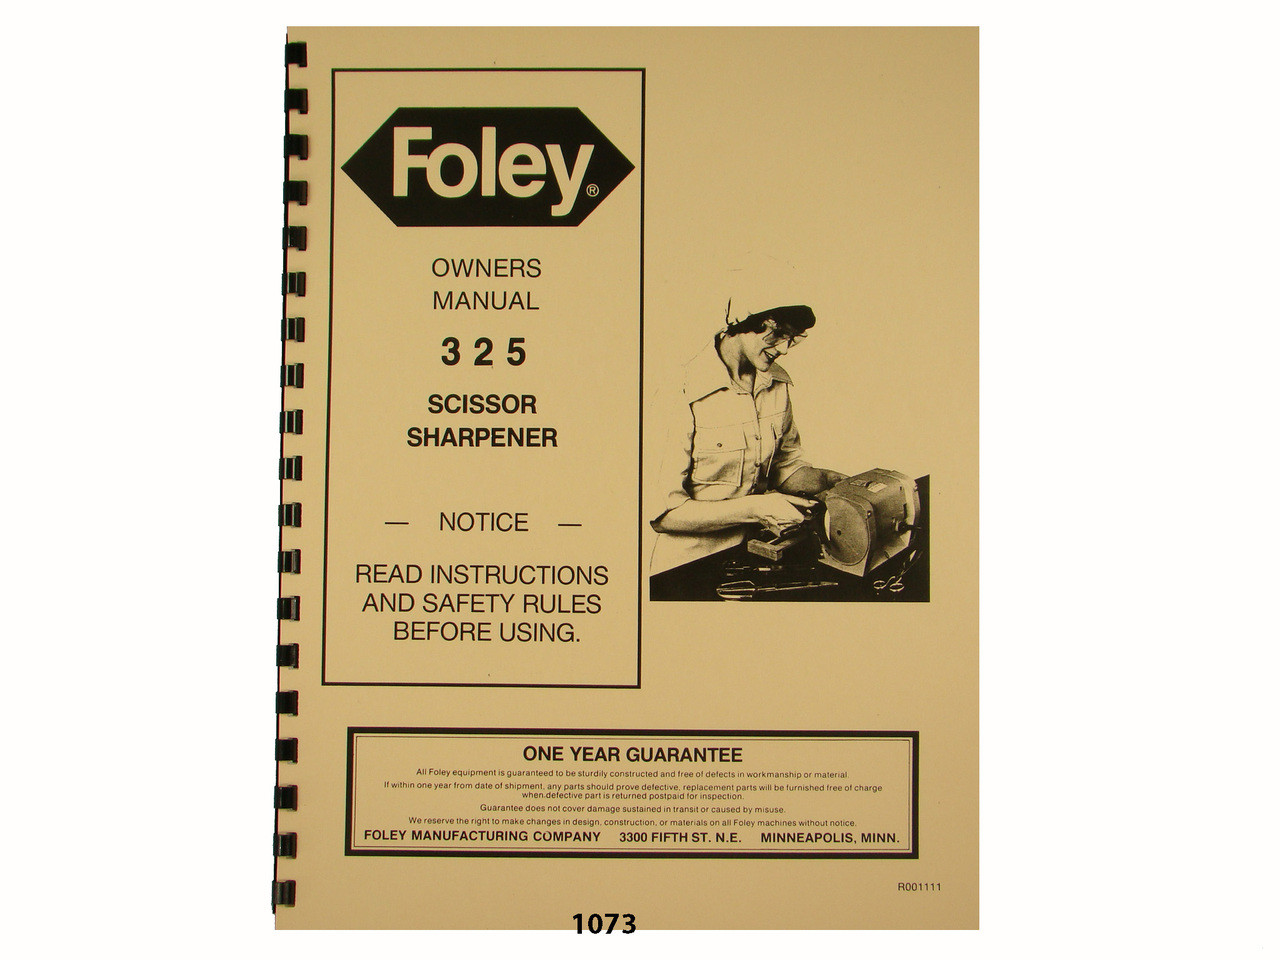 Foley®
OWNERS
MANUAL
3 2 5
SCISSOR
SHARPENER
— NOTICE —
READ INSTRUCTIONS
AND SAFETY RULES
BEFORE USING.
ONE YEAR GUARANTEE
All Foley equipment is guaranteed to be sturdily constructed and free of defects in workmanship or material.
If within one year from date of shipment, any parts should prove defective, replacement parts will be furnished free of charge
when defective part is returned postpaid for inspection.
Guarantee does not cover damage sustained in transit or caused by misuse.
We reserve the right to make changes in design, construction, or materials on all Foley machines without notice.
FOLEY MANUFACTURING COMPANY 3300 FIFTH ST. N.E. MINNEAPOLIS, MINN.
R001111
1073